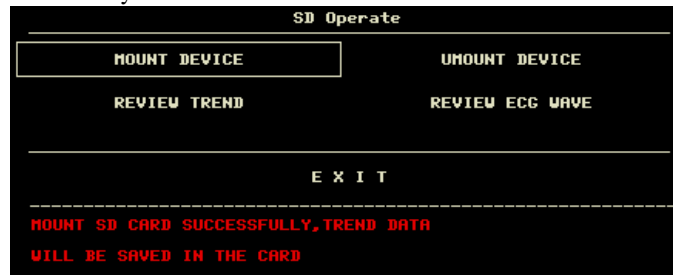 SD Operate
MOUNT DEVICE UMOUNT DEVICE
REVIEW TREND REVIEW ECG WAVE
E X I T
MOUNT SD CARD SUCCESSFULLY,TREND DATA
WILL BE SAVED IN THE CARD